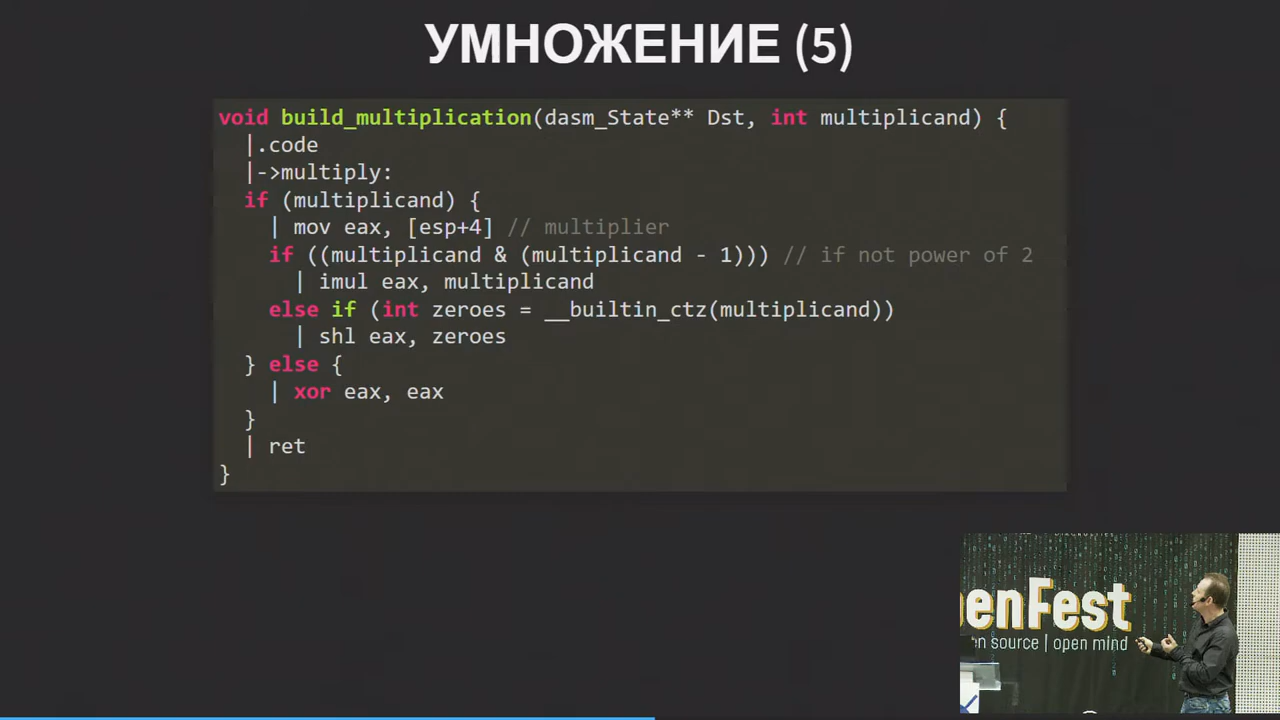 УМНОЖЕНИЕ (5)
void build_multiplication(dasm_State** Dst, int multiplicand) {
|.code
|->multiply:
if (multiplicand) {
| mov eax, [esp+4] // multiplier
if ((multiplicand & (multiplicand - 1))) // if not power of 2
| imul eax, multiplicand
else if (int zeroes = __builtin_ctz(multiplicand))
| shl eax, zeroes
} else {
| xor eax, eax
}
| ret
}
enFest
en source | open mind